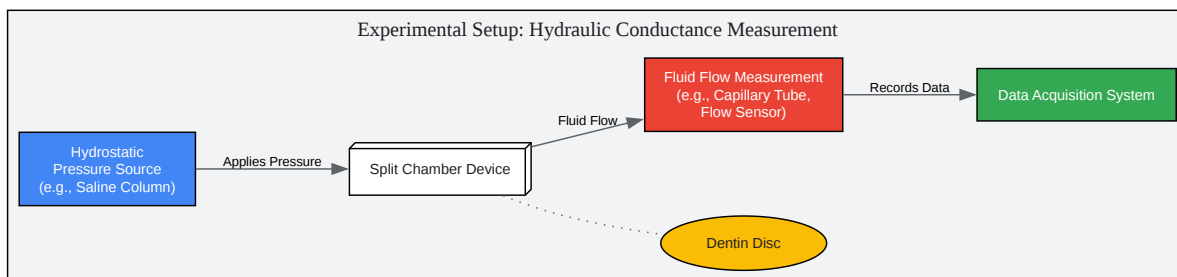 Experimental Setup: Hydraulic Conductance Measurement
Hydrostatic
Pressure Source
(e.g., Saline Column)
Applies Pressure
Split Chamber Device
Fluid Flow
Fluid Flow Measurement
(e.g., Capillary Tube,
Flow Sensor)
Records Data
Data Acquisition System
Dentin Disc